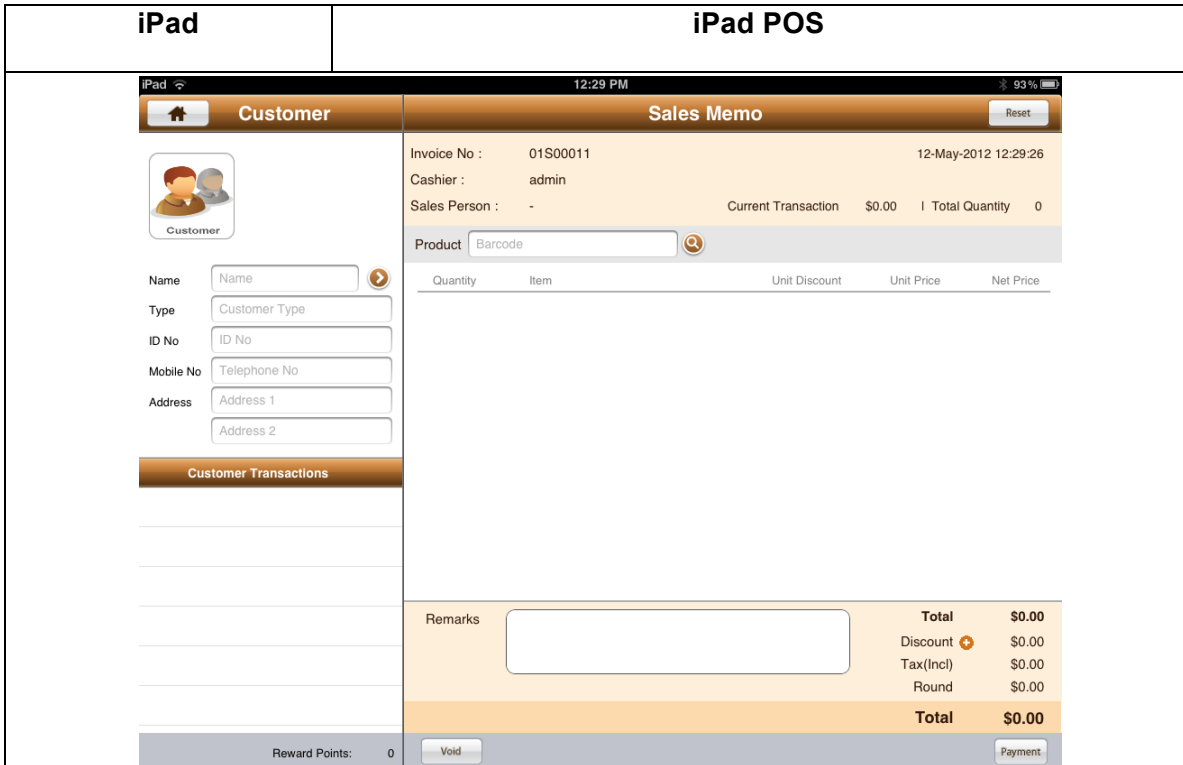 iPad iPad POS
iPad 12:29 PM 93%
Customer
Sales Memo
Reset
Customer
Name Name
Type Customer Type
ID No ID No
Mobile No Telephone No
Address Address 1
Address 2
Customer Transactions
Reward Points: 0
Invoice No : 01S00011 12-May-2012 12:29:26
Cashier : admin
Sales Person : - Current Transaction $0.00 | Total Quantity 0
Product Barcode
Quantity Item Unit Discount Unit Price Net Price
Remarks
Total $0.00
Discount $0.00
Tax(Incl) $0.00
Round $0.00
Total $0.00
Void Payment